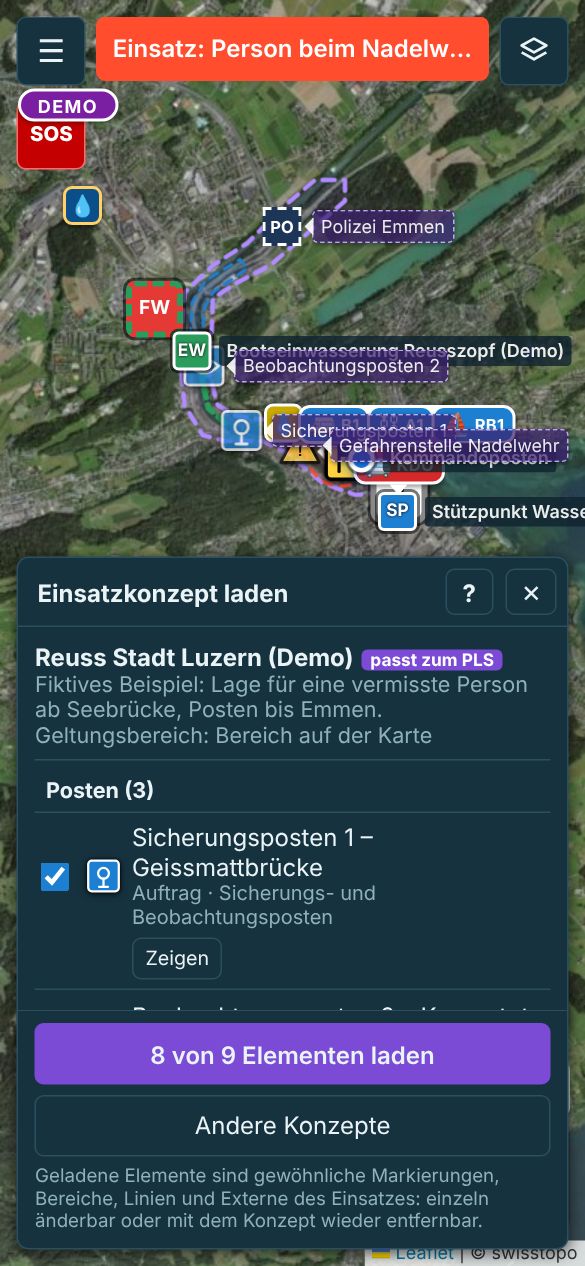 Einsatz: Person beim Nadelw...
DEMO
SOS
PO
Polizei Emmen
FW
EW
Bootseinwasserung Reusszopf (Demo)
Beobachtungsposten 2
Sicherungsposten 1
RB1
Gefahrenstelle Nadelwehr
Kommandoposten
SP
Stützpunkt Wasse
Einsatzkonzept laden
?
×
Reuss Stadt Luzern (Demo) passt zum PLS
Fiktives Beispiel: Lage für eine vermisste Person
ab Seebrücke, Posten bis Emmen.
Geltungsbereich: Bereich auf der Karte
Posten (3)
Sicherungsposten 1 –
Geissmattbrücke
Auftrag · Sicherungs- und
Beobachtungsposten
Zeigen
8 von 9 Elementen laden
Andere Konzepte
Geladene Elemente sind gewöhnliche Markierungen,
Bereiche, Linien und Externe des Einsatzes: einzeln
änderbar oder mit dem Konzept wieder entfernbar.
Leaflet | © swisstopo